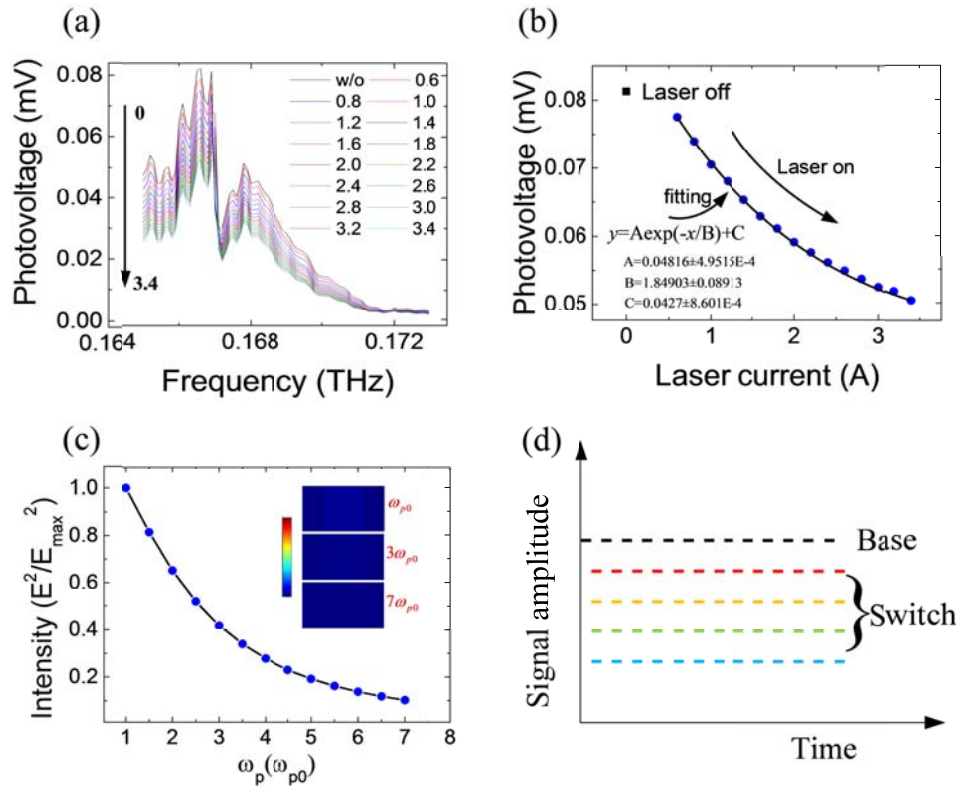 (a)
Photovoltage (mV)
0.08
0.06
0.04
0.02
0.00
0
3.4
w/o 0.6
0.8 1.0
1.2 1.4
1.6 1.8
2.0 2.2
2.4 2.6
2.8 3.0
3.2 3.4
0.164 0.168 0.172
Frequency (THz)
(b)
Photovoltage (mV)
0.08
0.07
0.06
0.05
Laser off
Laser on
fitting
y=Aexp(-x/B)+C
A=0.04816±4.9515E-4
B=1.84903±0.08913
C=0.0427±8.601E-4
0 1 2 3
Laser current (A)
(c)
Intensity (E²/Eₘₐₓ²)
1.0
0.8
0.6
0.4
0.2
ωₚ₀
3ωₚ₀
7ωₚ₀
1 2 3 4 5 6 7 8
ωₚ(ωₚ₀)
(d)
Signal amplitude
Base
Switch
Time